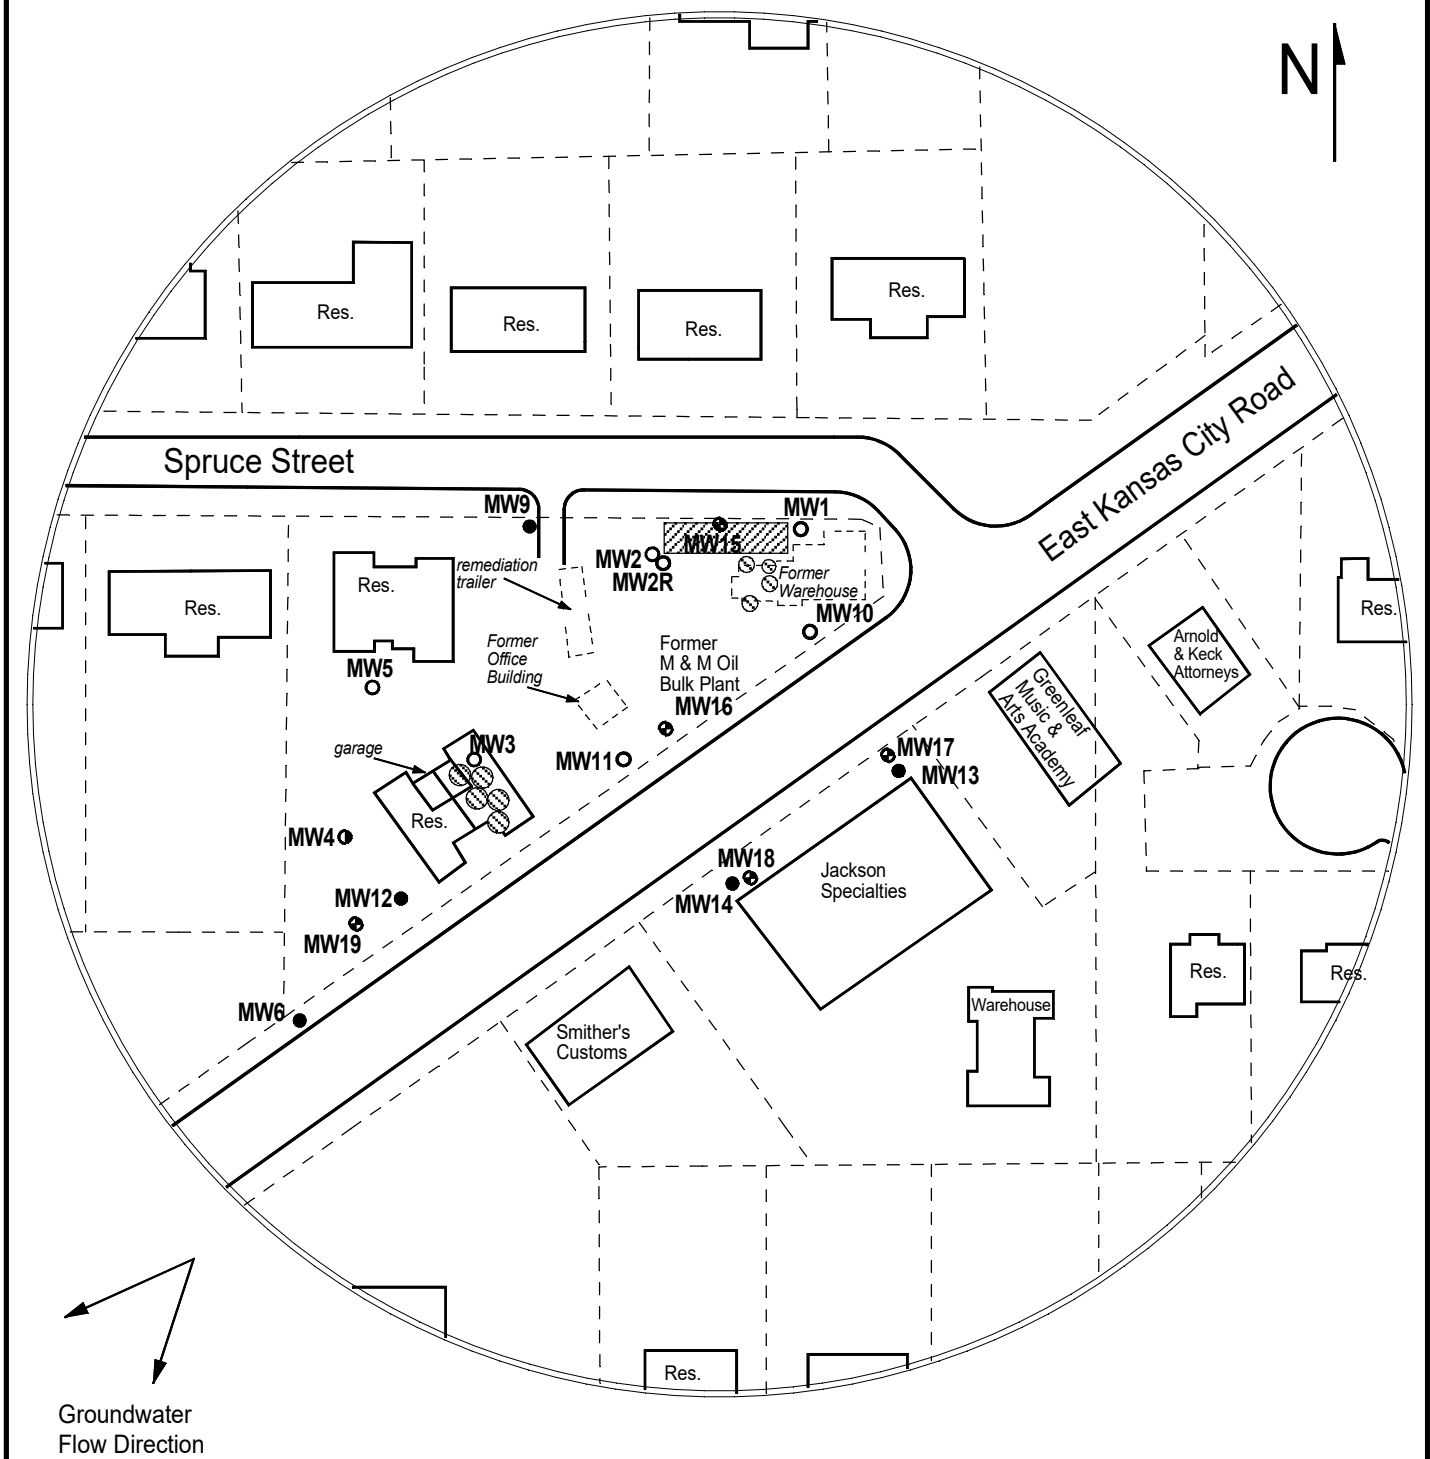 N
Res.
Res.
Res.
Res.
East Kansas City Road
Spruce Street
MW9
MW1
MW15
MW2
MW2R
remediation
trailer
Former
Warehouse
Res.
Res.
MW10
Former
Office
Building
Former
M & M Oil
Bulk Plant
MW5
MW16
Res.
Arnold
& Keck
Attorneys
Greenleaf
Music &
Arts Academy
garage
MW3
MW11
MW17
MW13
Res.
MW4
MW18
MW14
Jackson
Specialties
MW12
MW19
MW6
Smither's
Customs
Warehouse
Res.
Res.
Res.
Groundwater
Flow Direction